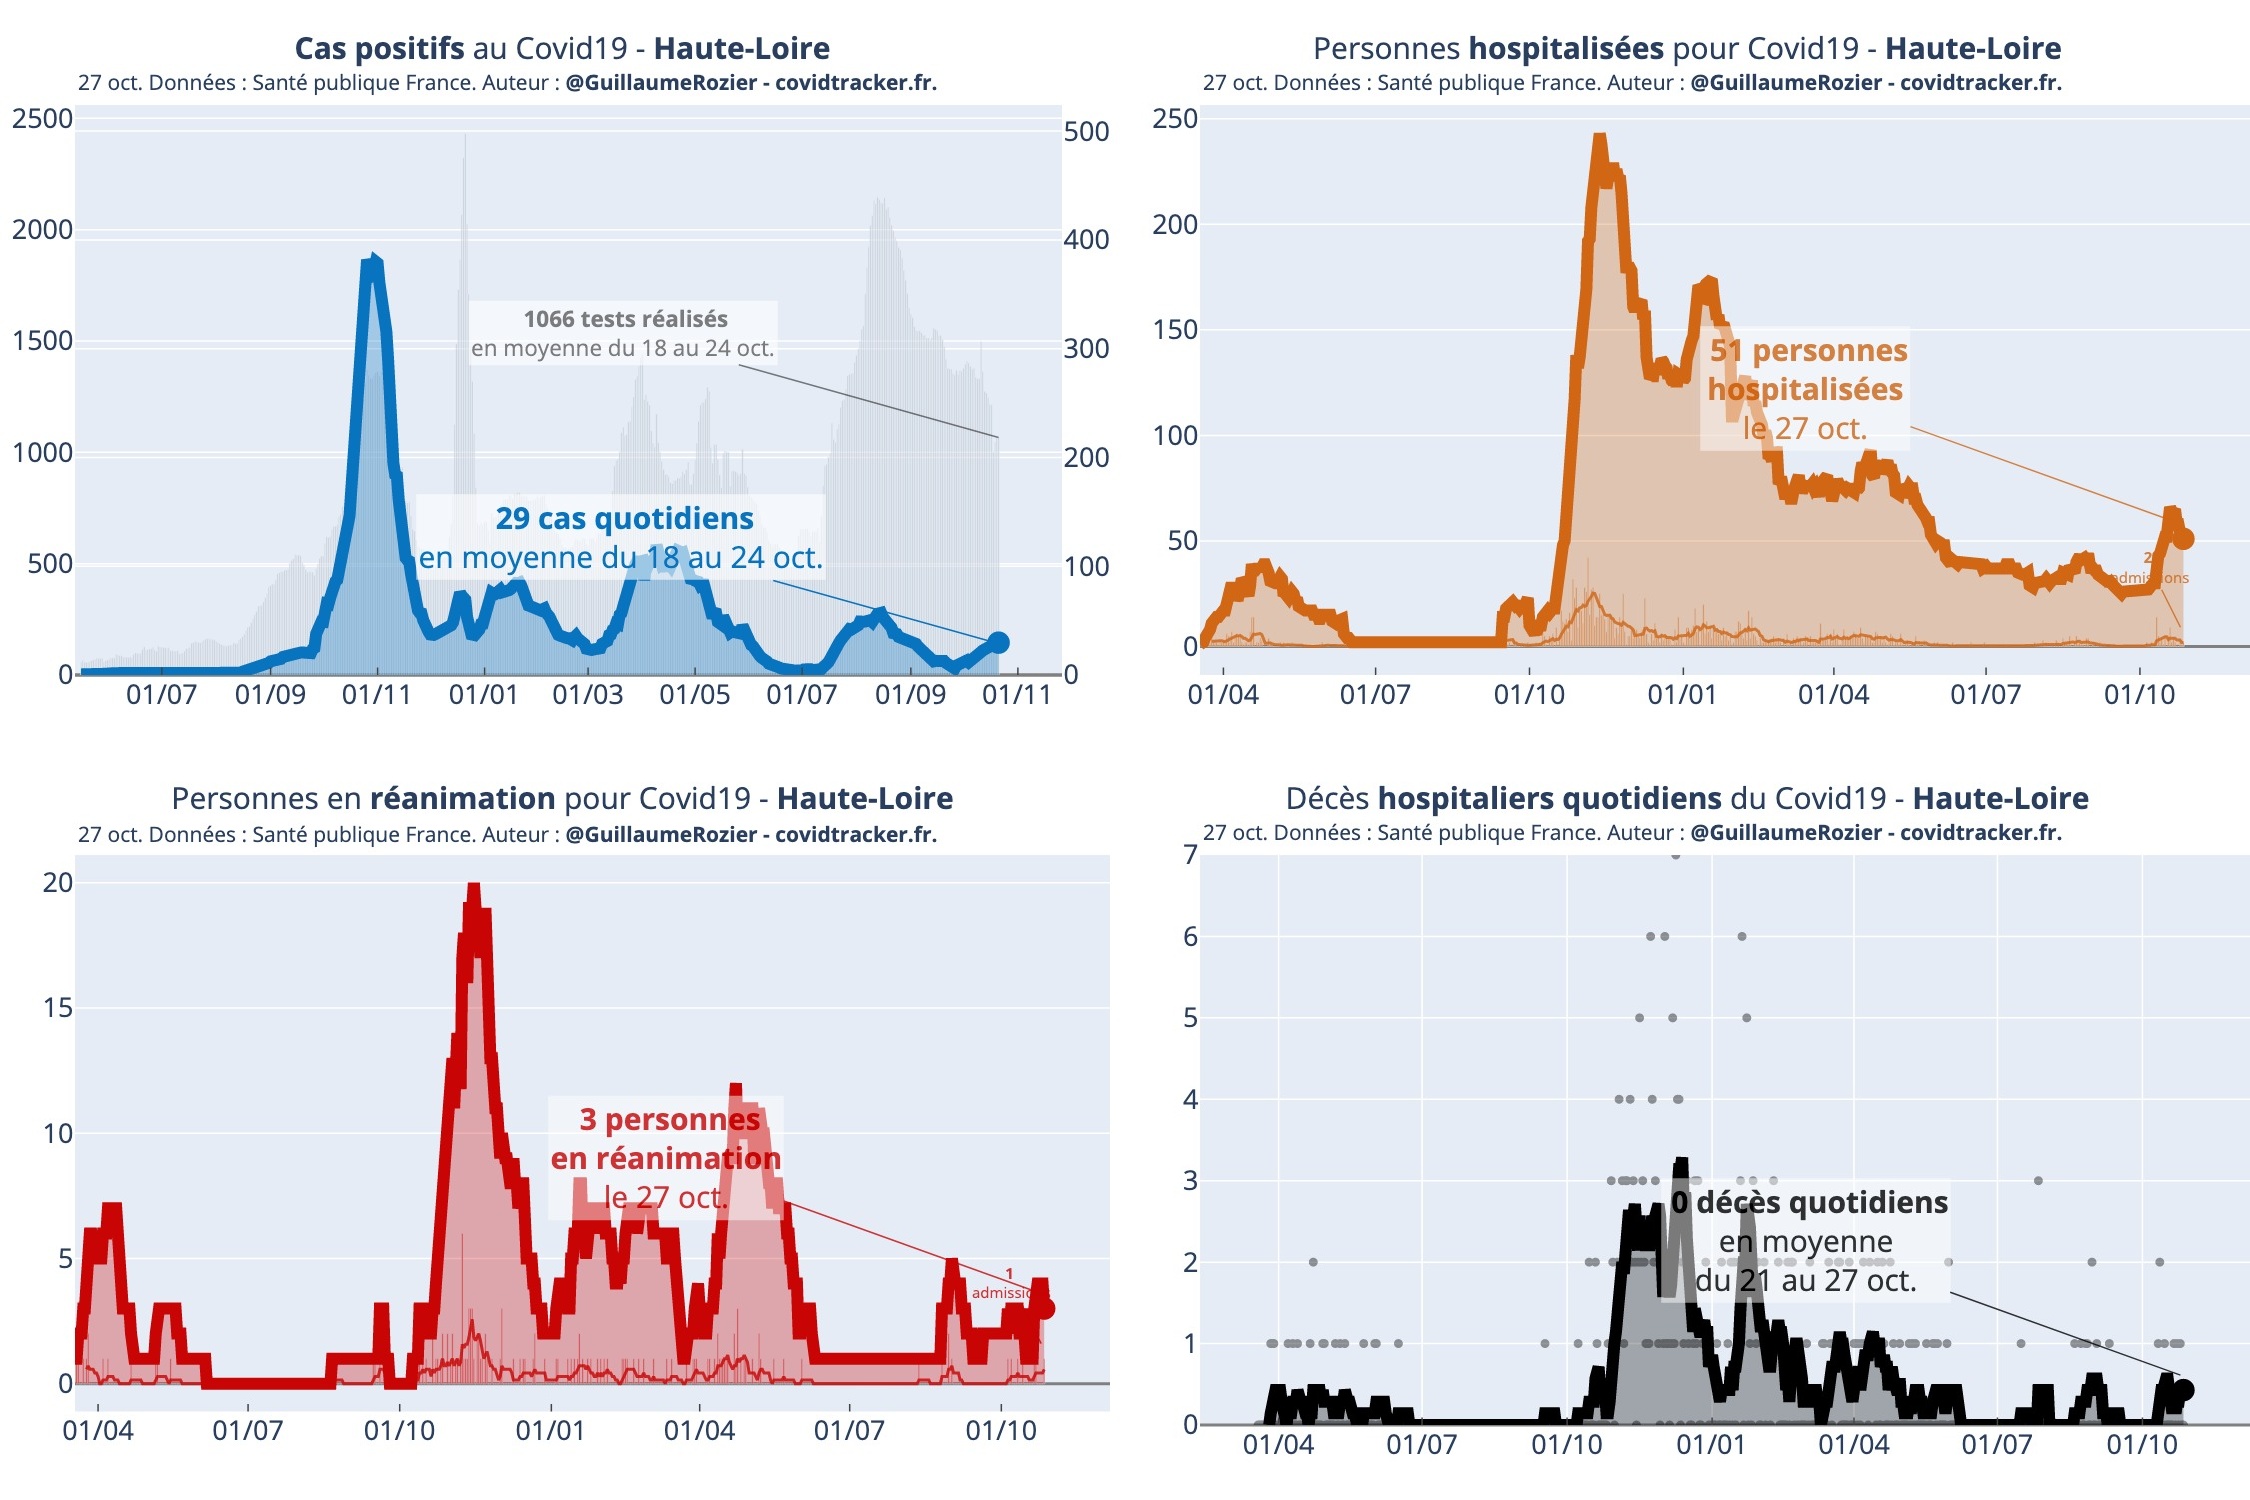 Cas positifs au Covid19 - Haute-Loire
27 oct. Données : Santé publique France. Auteur : @GuillaumeRozier - covidtracker.fr.
2500
2000
1500
1000
500
0
500
400
300
200
100
0
1066 tests réalisés
en moyenne du 18 au 24 oct.
29 cas quotidiens
en moyenne du 18 au 24 oct.
01/07 01/09 01/11 01/01 01/03 01/05 01/07 01/09 01/11
Personnes hospitalisées pour Covid19 - Haute-Loire
27 oct. Données : Santé publique France. Auteur : @GuillaumeRozier - covidtracker.fr.
250
200
150
100
50
0
51 personnes
hospitalisées
le 27 oct.
admissions
01/04 01/07 01/10 01/01 01/04 01/07 01/10
Personnes en réanimation pour Covid19 - Haute-Loire
27 oct. Données : Santé publique France. Auteur : @GuillaumeRozier - covidtracker.fr.
20
15
10
5
0
3 personnes
en réanimation
le 27 oct.
1
01/04 01/07 01/10 01/01 01/04 01/07 01/10
Décès hospitaliers quotidiens du Covid19 - Haute-Loire
27 oct. Données : Santé publique France. Auteur : @GuillaumeRozier - covidtracker.fr.
7
6
5
4
3
2
1
0
0 décès quotidiens
en moyenne
du 21 au 27 oct.
01/04 01/07 01/10 01/01 01/04 01/07 01/10